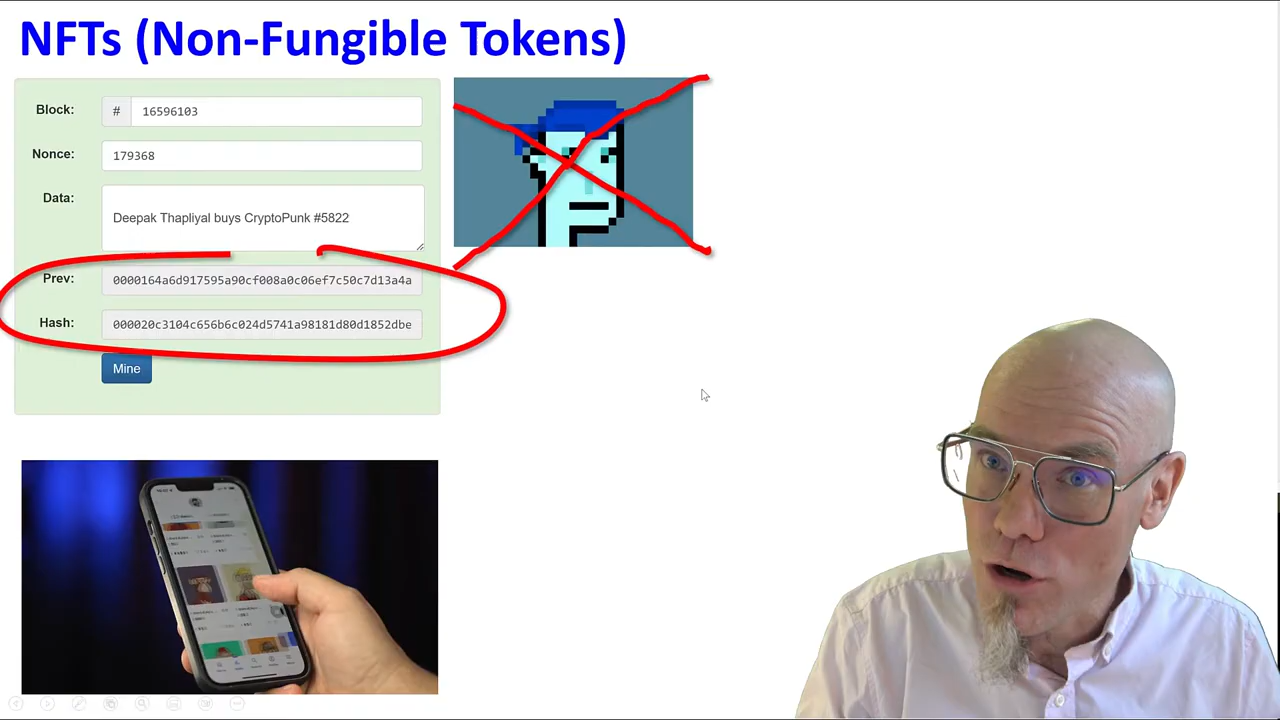 NFTs (Non-Fungible Tokens)
Block: # 16596103
Nonce: 179368
Data: Deepak Thapliyal buys CryptoPunk #5822
Prev: 0000164a6d917595a90cf008a0c06ef7c50c7d13a4a
Hash: 000020c3104c656b6c024d5741a98181d80d1852dbe
Mine